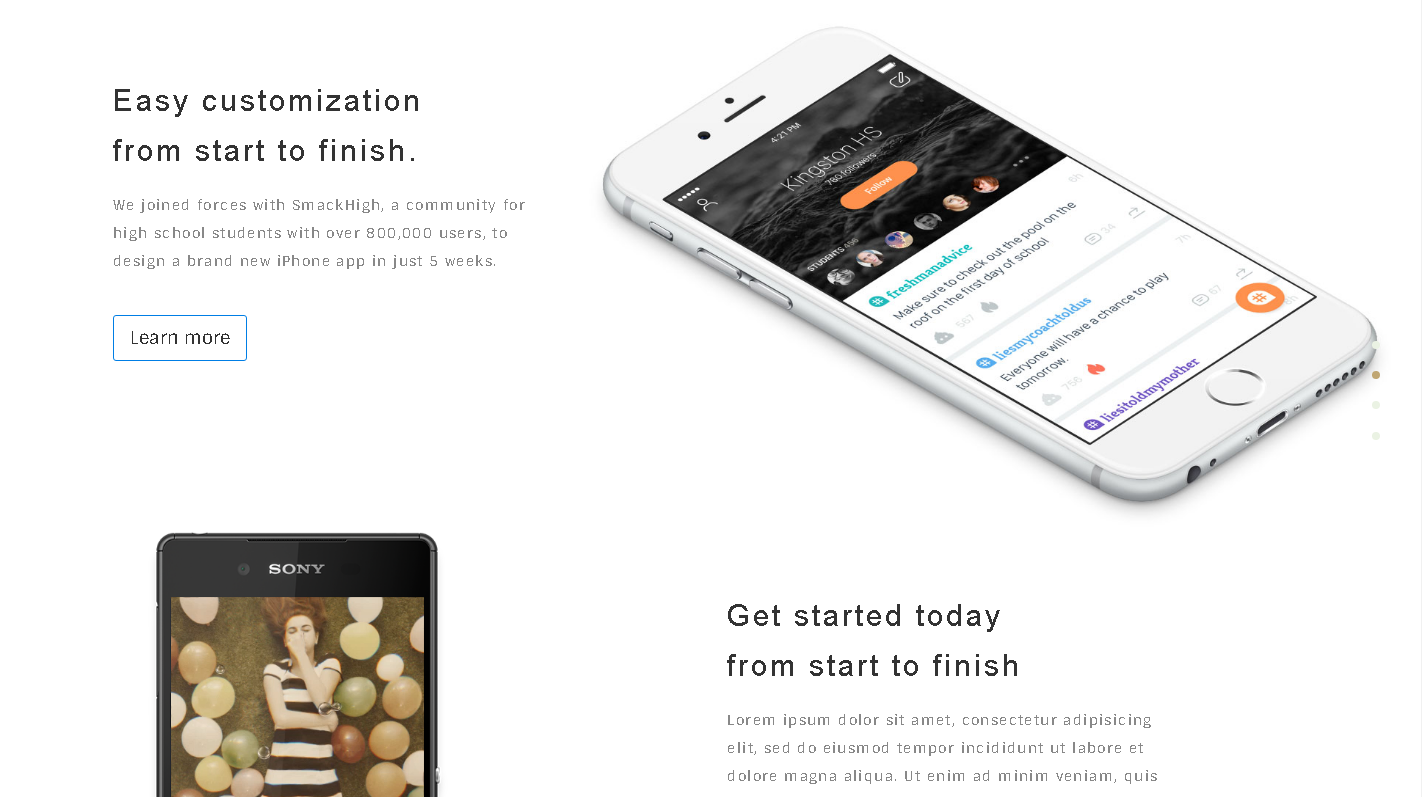 Easy customization
from start to finish.
We joined forces with SmackHigh, a community for
high school students with over 800,000 users, to
design a brand new iPhone app in just 5 weeks.
Learn more
4:21 PM
Kingston HS
780 followers
Follow
STUDENTS 496
freshmanadvice
6h
Make sure to check out the pool on the
roof on the first day of school
567
34
liesmycoachtoldus
7h
Everyone will have a chance to play
tomorrow.
756
67
liesitoldmymother
8h
SONY
Get started today
from start to finish
Lorem ipsum dolor sit amet, consectetur adipisicing
elit, sed do eiusmod tempor incididunt ut labore et
dolore magna aliqua. Ut enim ad minim veniam, quis